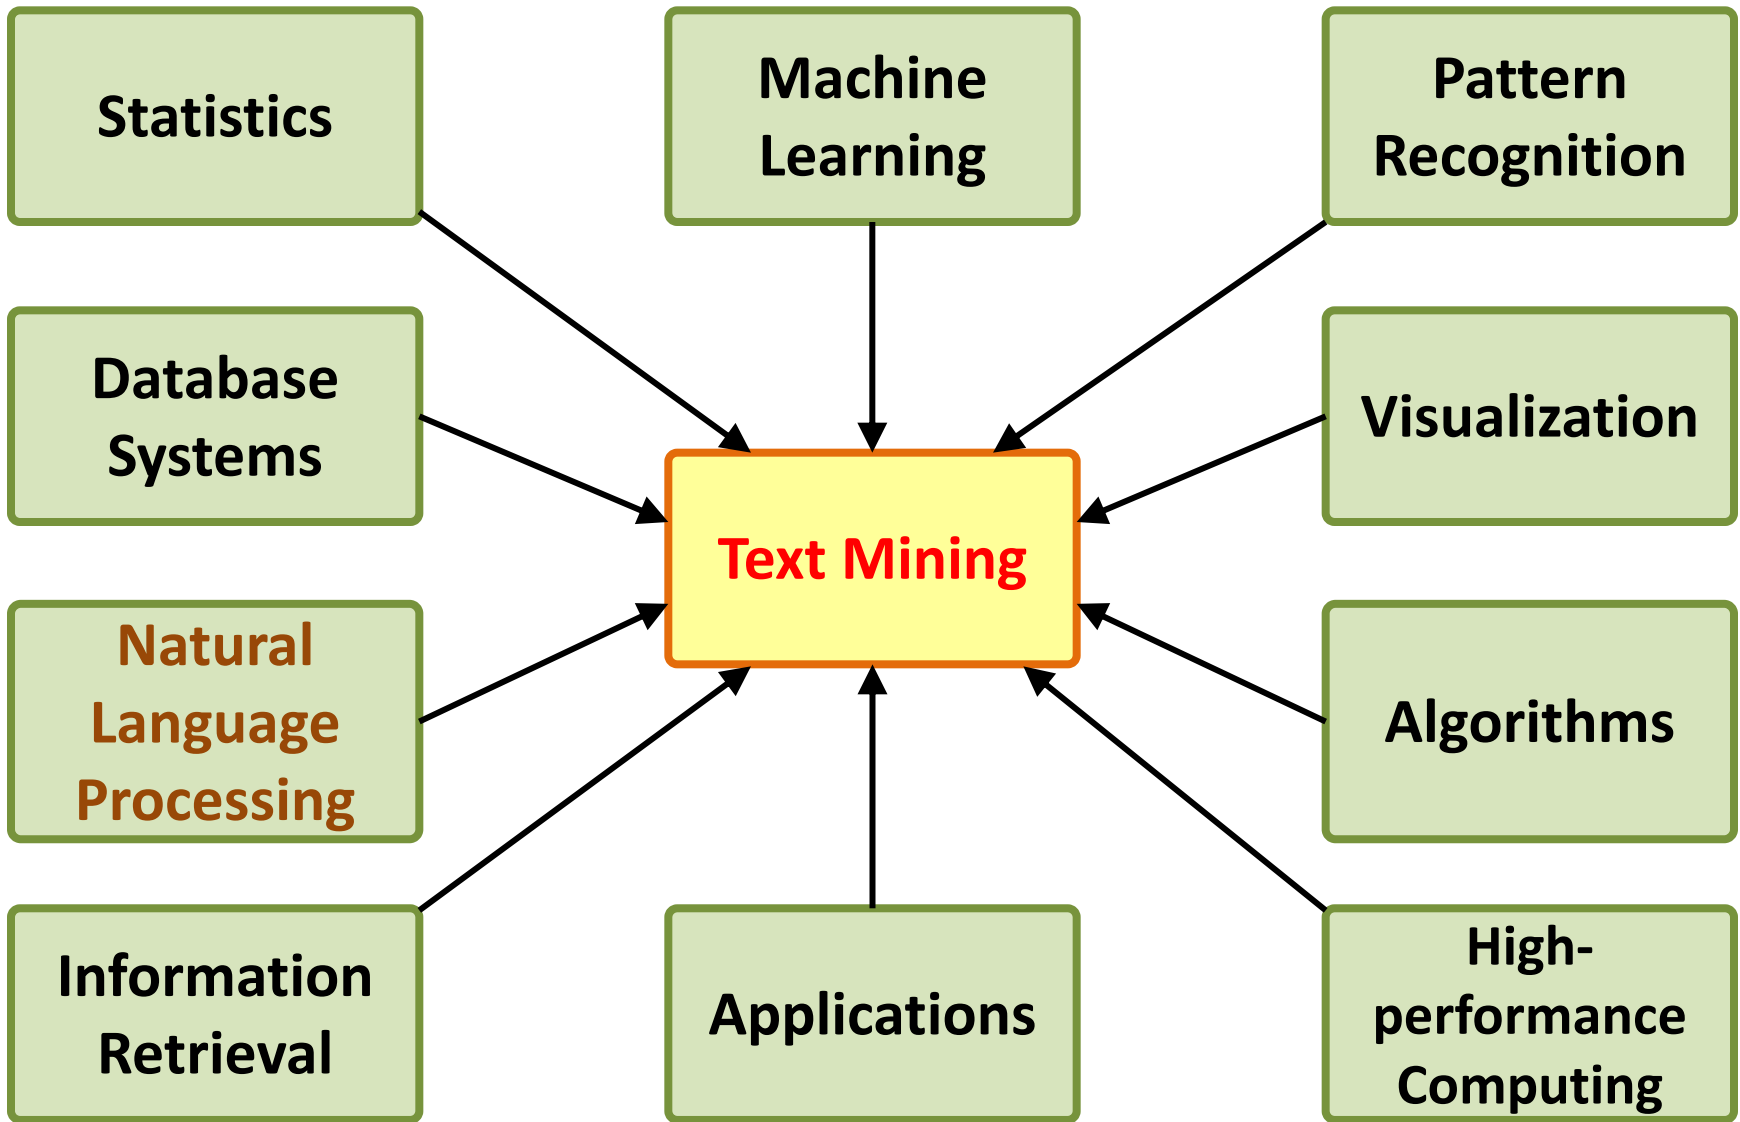 Statistics
Machine
Learning
Pattern
Recognition
Database
Systems
Visualization
Text Mining
Natural
Language
Processing
Algorithms
Information
Retrieval
Applications
High-
performance
Computing